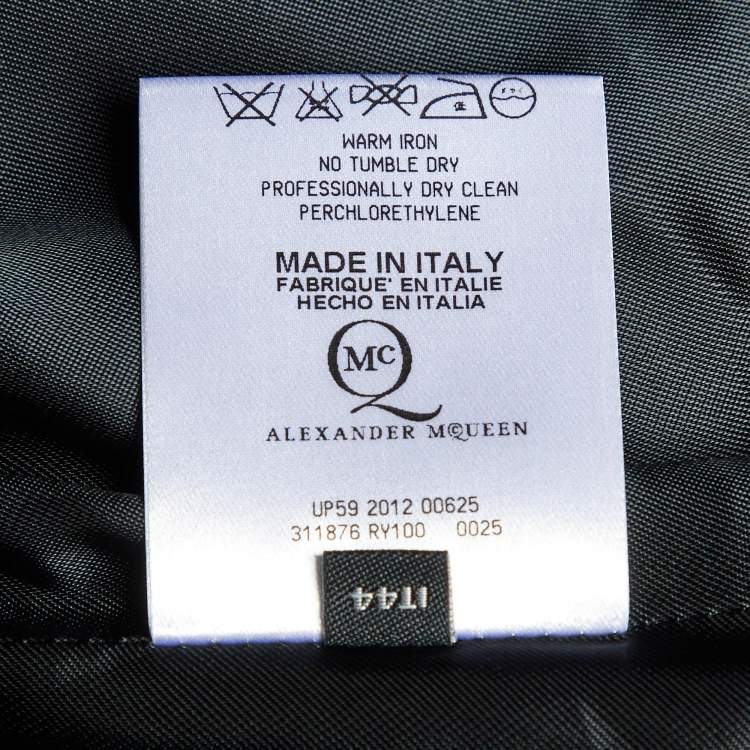 WARM IRON
NO TUMBLE DRY
PROFESSIONALLY DRY CLEAN
PERCHLORETHYLENE
MADE IN ITALY
FABRIQUE' EN ITALIE
HECHO EN ITALIA
McQ
ALEXANDER McQUEEN
UP59 2012 00625
311876 RY100 0025
IT44